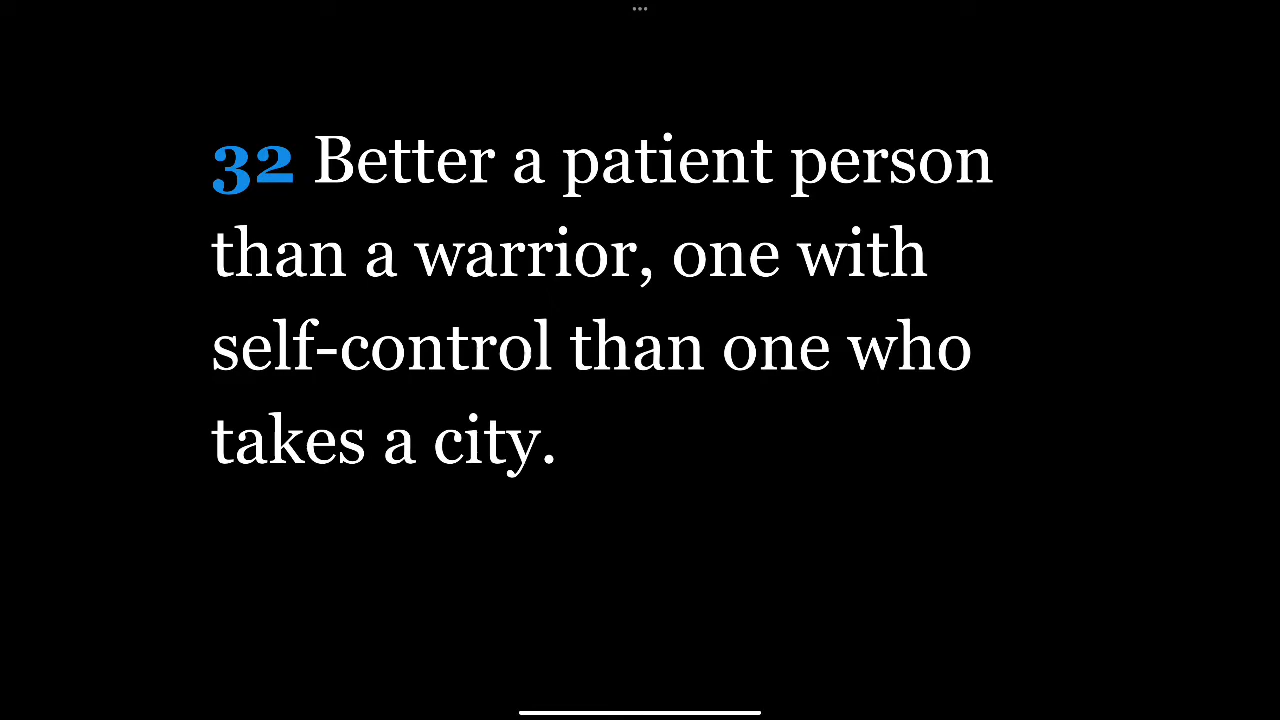 32 Better a patient person
than a warrior, one with
self-control than one who
takes a city.